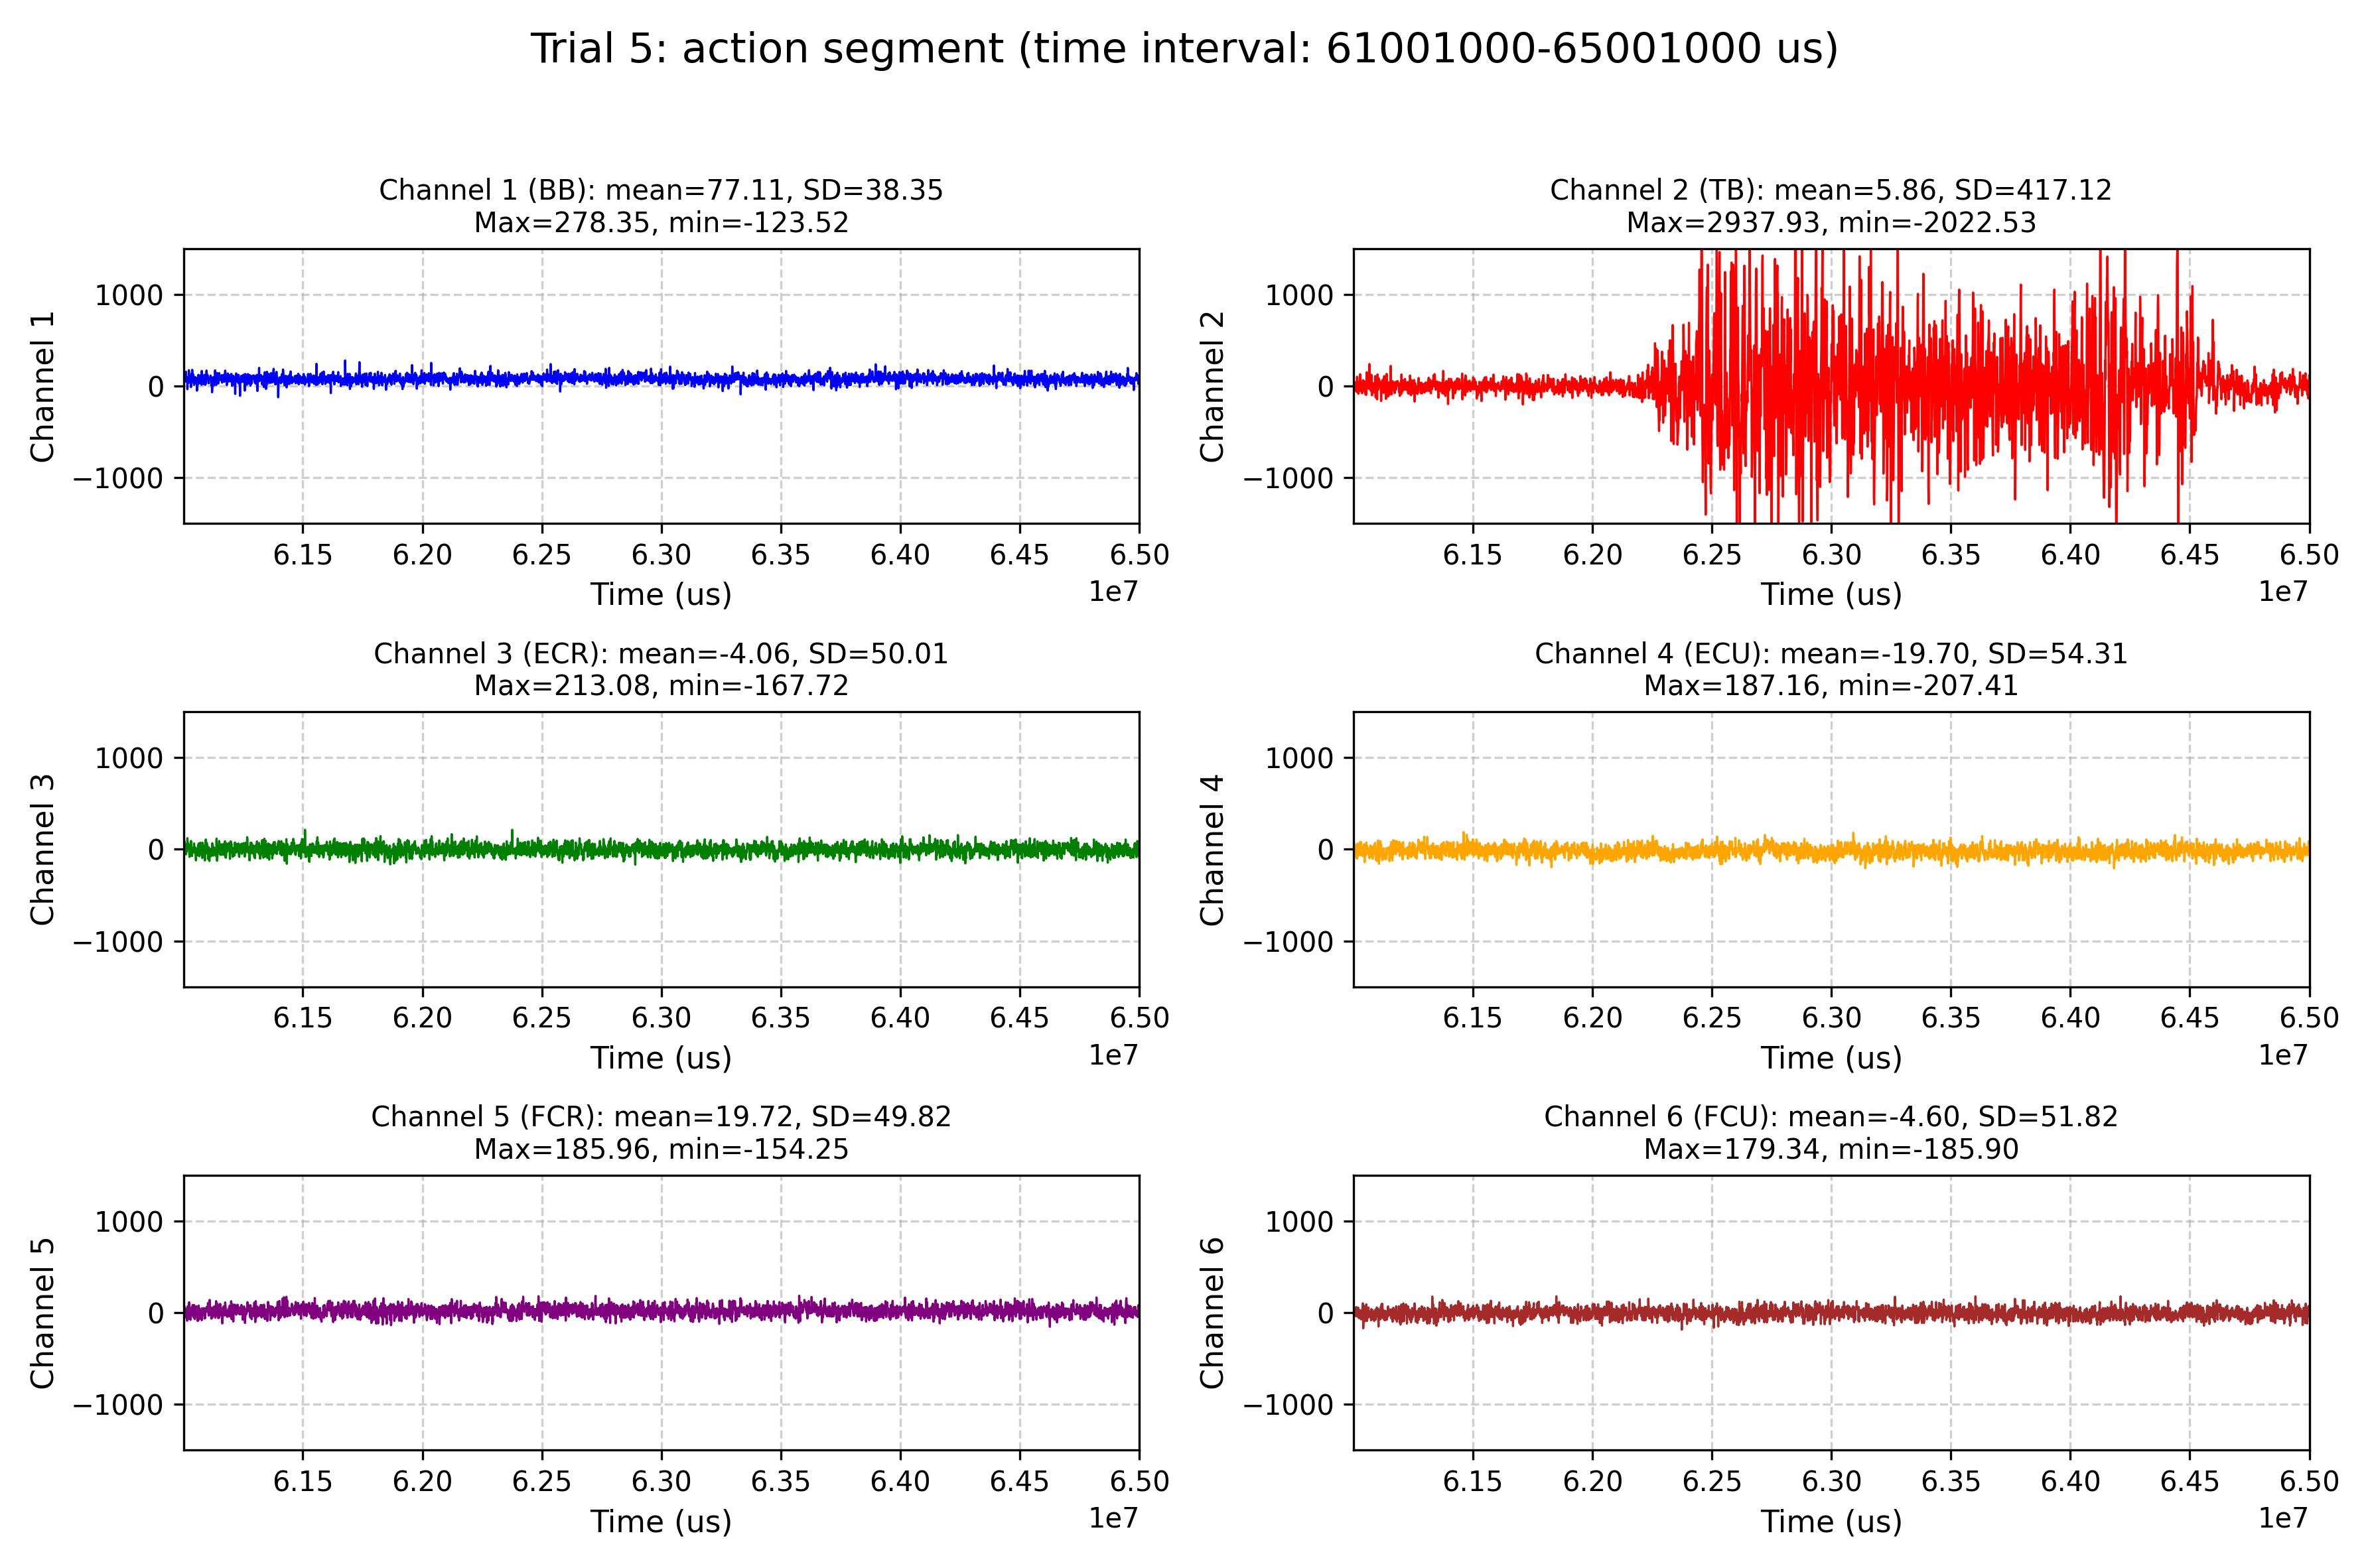 Trial 5: action segment (time interval: 61001000-65001000 us)
Channel 1 (BB): mean=77.11, SD=38.35
Max=278.35, min=-123.52
Channel 1
1000
0
−1000
6.15 6.20 6.25 6.30 6.35 6.40 6.45 6.50
Time (us)
1e7
Channel 2 (TB): mean=5.86, SD=417.12
Max=2937.93, min=-2022.53
Channel 2
1000
0
−1000
6.15 6.20 6.25 6.30 6.35 6.40 6.45 6.50
Time (us)
1e7
Channel 3 (ECR): mean=-4.06, SD=50.01
Max=213.08, min=-167.72
Channel 3
1000
0
−1000
6.15 6.20 6.25 6.30 6.35 6.40 6.45 6.50
Time (us)
1e7
Channel 4 (ECU): mean=-19.70, SD=54.31
Max=187.16, min=-207.41
Channel 4
1000
0
−1000
6.15 6.20 6.25 6.30 6.35 6.40 6.45 6.50
Time (us)
1e7
Channel 5 (FCR): mean=19.72, SD=49.82
Max=185.96, min=-154.25
Channel 5
1000
0
−1000
6.15 6.20 6.25 6.30 6.35 6.40 6.45 6.50
Time (us)
1e7
Channel 6 (FCU): mean=-4.60, SD=51.82
Max=179.34, min=-185.90
Channel 6
1000
0
−1000
6.15 6.20 6.25 6.30 6.35 6.40 6.45 6.50
Time (us)
1e7